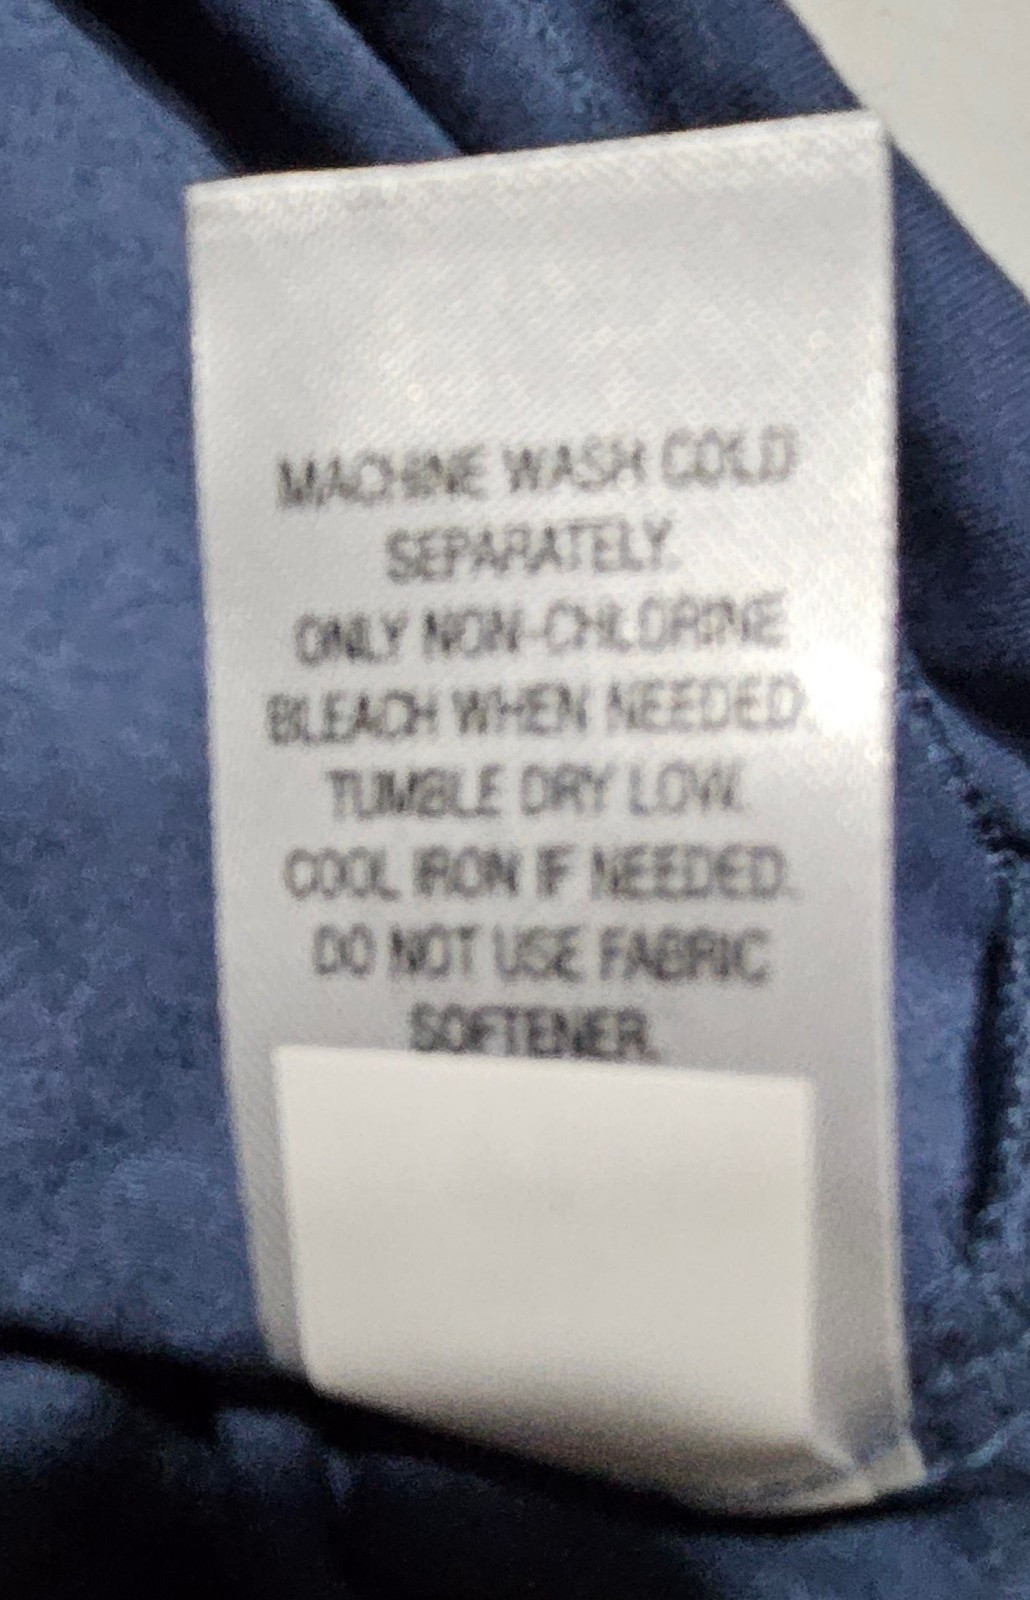 MACHINE WASH COLD
SEPARATELY.
ONLY NON-CHLORINE
BLEACH WHEN NEEDED.
TUMBLE DRY LOW.
COOL IRON IF NEEDED.
DO NOT USE FABRIC
SOFTENER.